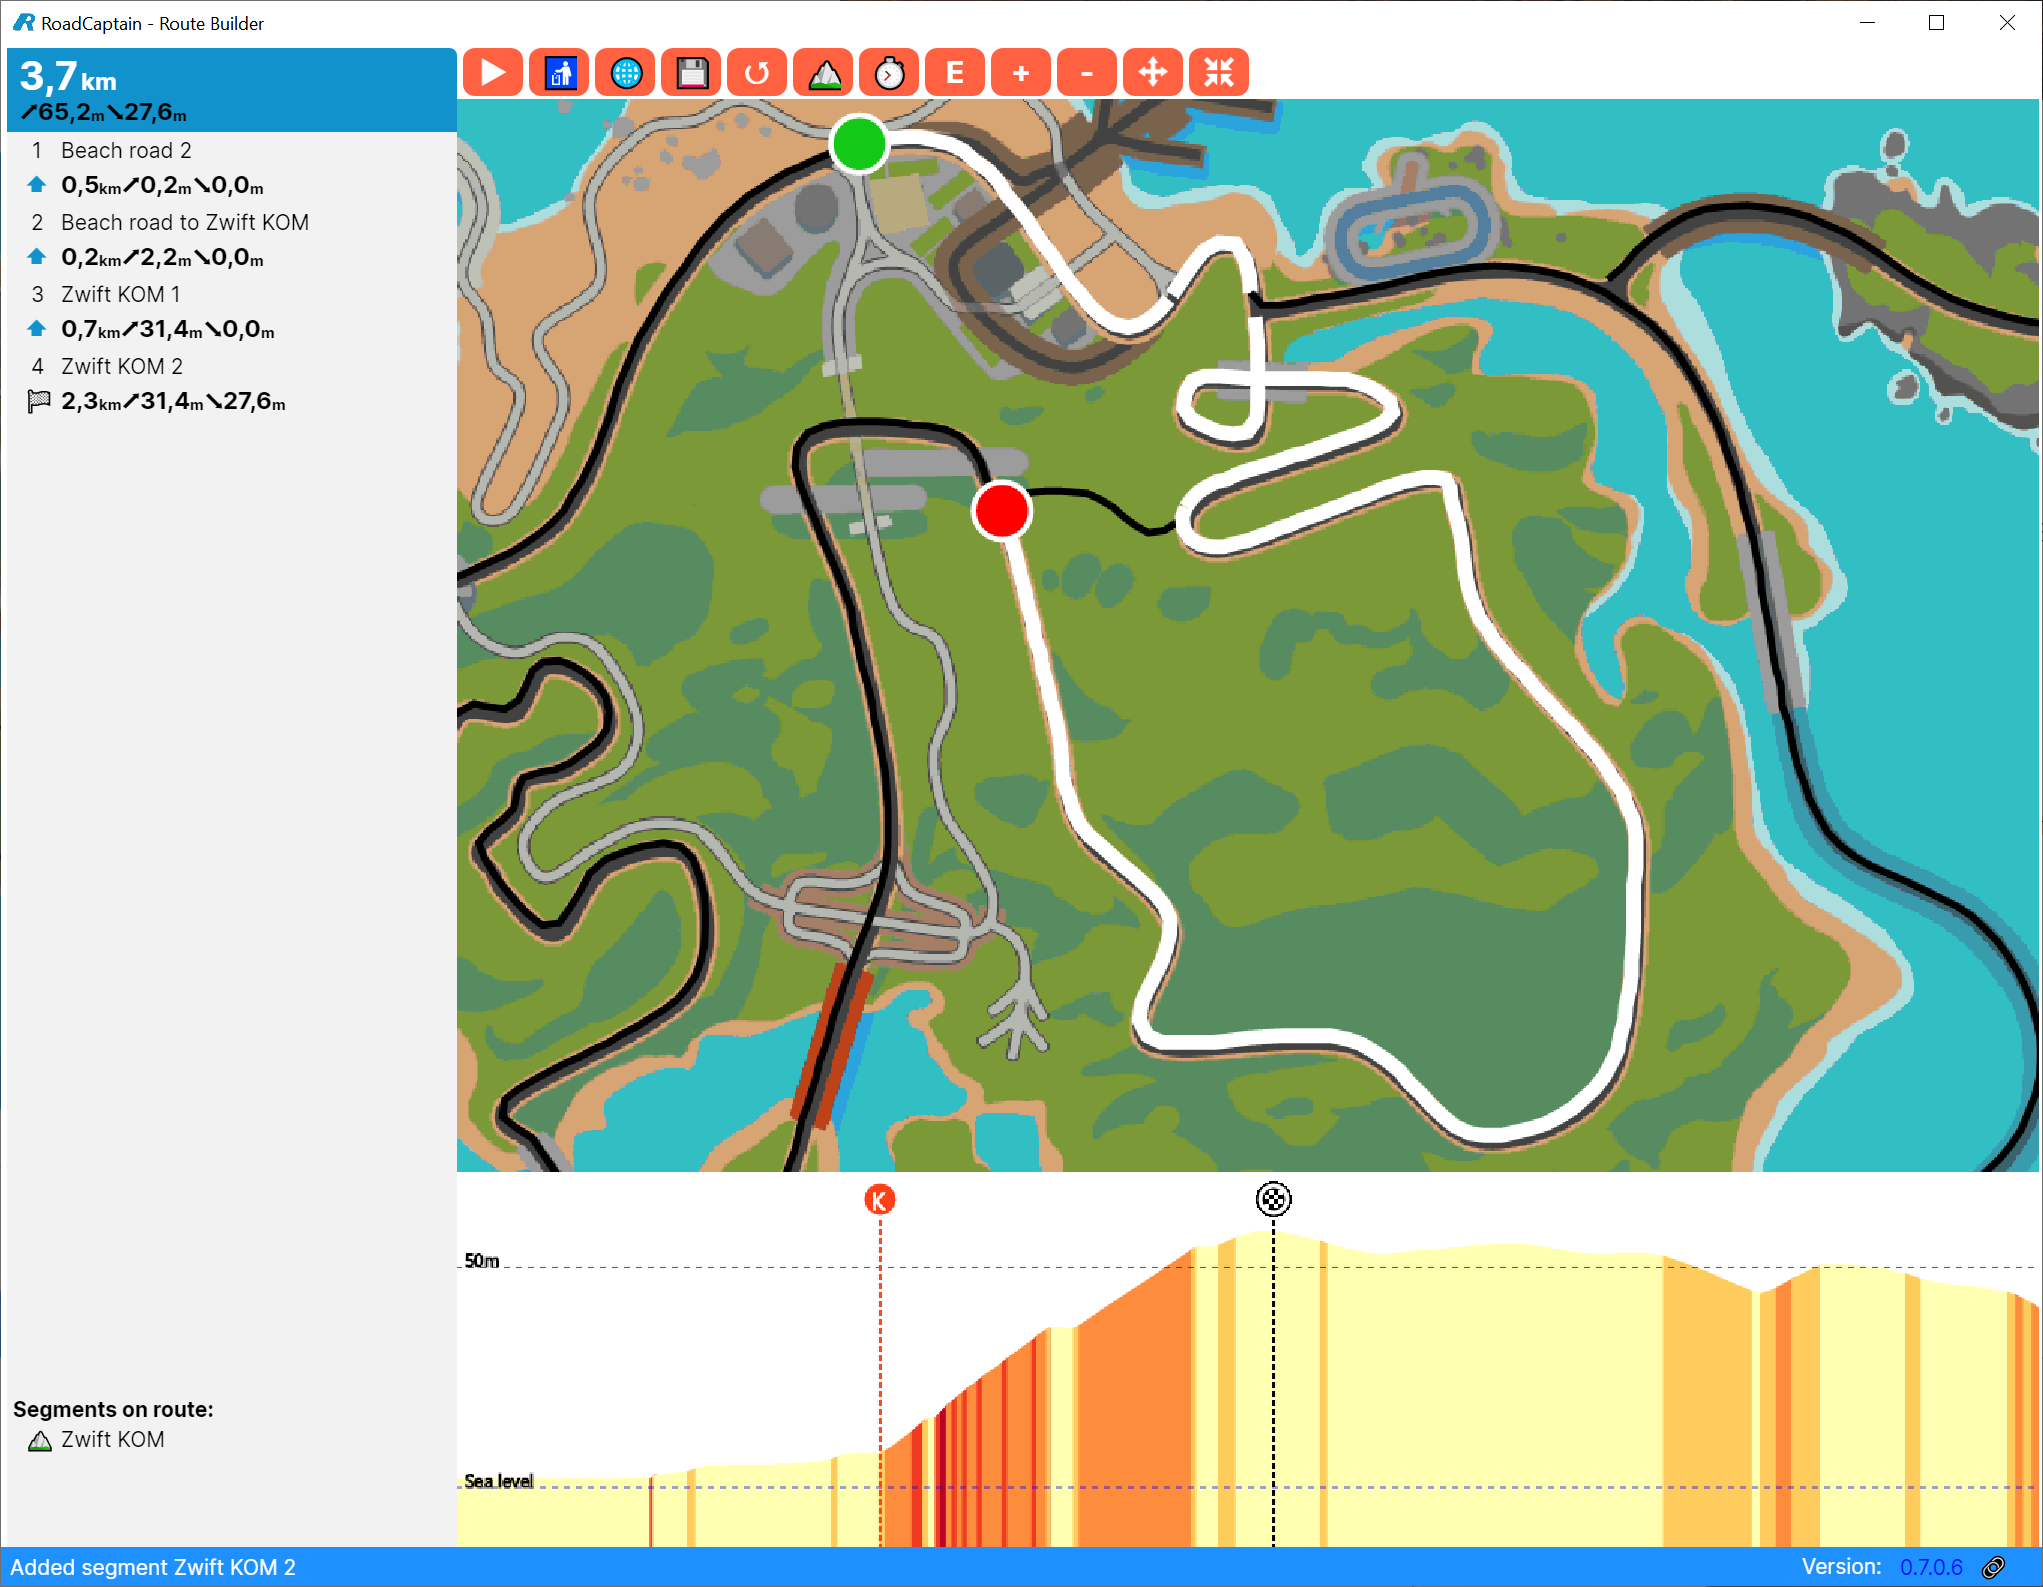 RoadCaptain - Route Builder
3,7 km
↗65,2m↘27,6m
E + -
1 Beach road 2
0,5km↗0,2m↘0,0m
2 Beach road to Zwift KOM
0,2km↗2,2m↘0,0m
3 Zwift KOM 1
0,7km↗31,4m↘0,0m
4 Zwift KOM 2
2,3km↗31,4m↘27,6m
K
50m
Sea level
Segments on route:
Zwift KOM
Added segment Zwift KOM 2
Version: 0.7.0.6